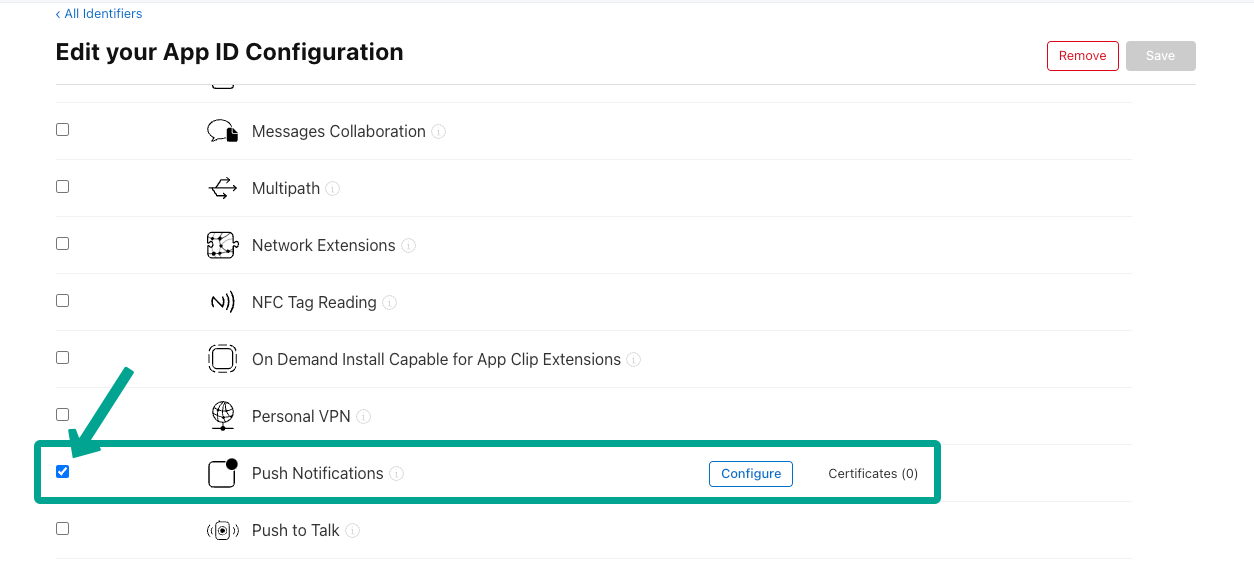 ‹ All Identifiers
Edit your App ID Configuration
Remove
Save
Messages Collaboration
Multipath
Network Extensions
NFC Tag Reading
On Demand Install Capable for App Clip Extensions
Personal VPN
Push Notifications
Configure
Certificates (0)
Push to Talk